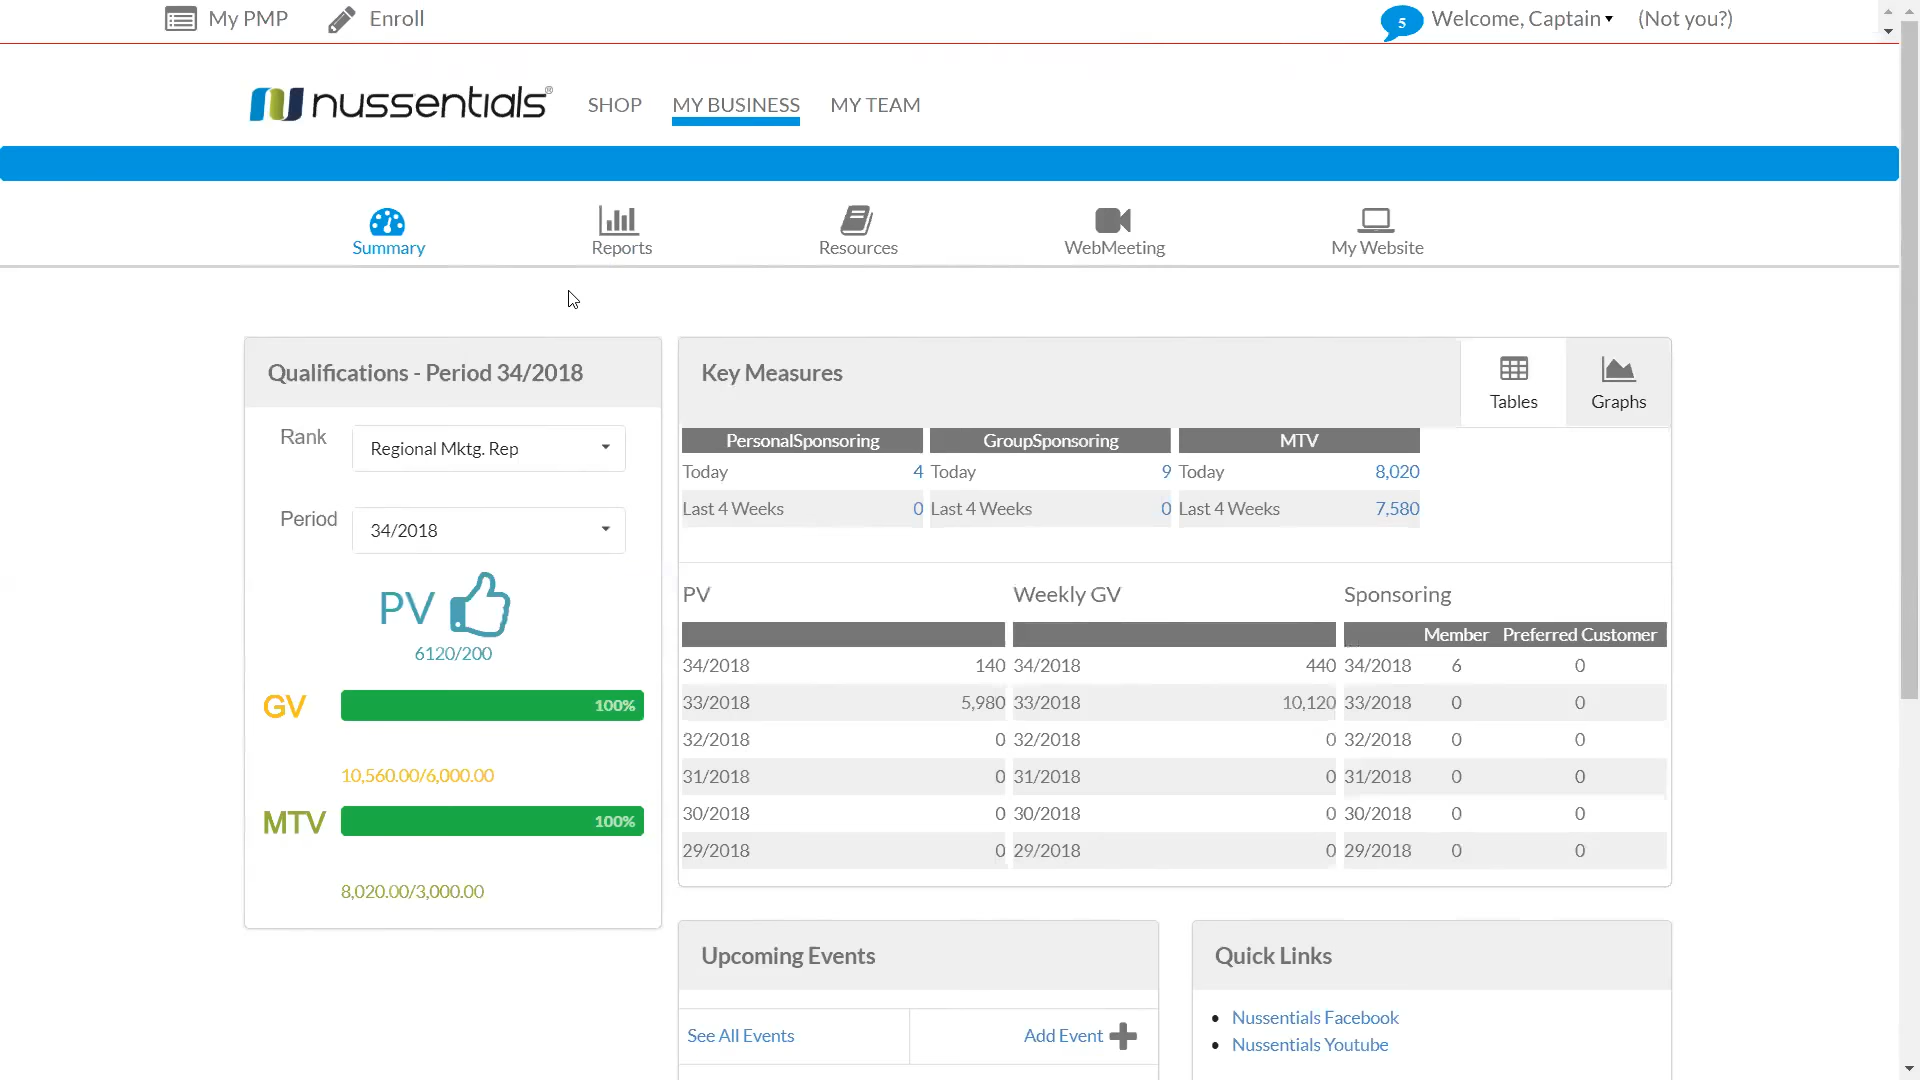 My PMP Enroll 5 Welcome, Captain (Not you?)
nussentials® SHOP MY BUSINESS MY TEAM
Summary Reports Resources WebMeeting My Website
Qualifications - Period 34/2018
Rank Regional Mktg. Rep
Period 34/2018
PV
6120/200
GV 100%
10,560.00/6,000.00
MTV 100%
8,020.00/3,000.00
Key Measures Tables Graphs
PersonalSponsoring GroupSponsoring MTV
Today 4 Today 9 Today 8,020
Last 4 Weeks 0 Last 4 Weeks 0 Last 4 Weeks 7,580
PV Weekly GV Sponsoring
Member Preferred Customer
34/2018 140 34/2018 440 34/2018 6 0
33/2018 5,980 33/2018 10,120 33/2018 0 0
32/2018 0 32/2018 0 32/2018 0 0
31/2018 0 31/2018 0 31/2018 0 0
30/2018 0 30/2018 0 30/2018 0 0
29/2018 0 29/2018 0 29/2018 0 0
Upcoming Events
See All Events Add Event
Quick Links
Nussentials Facebook
Nussentials Youtube